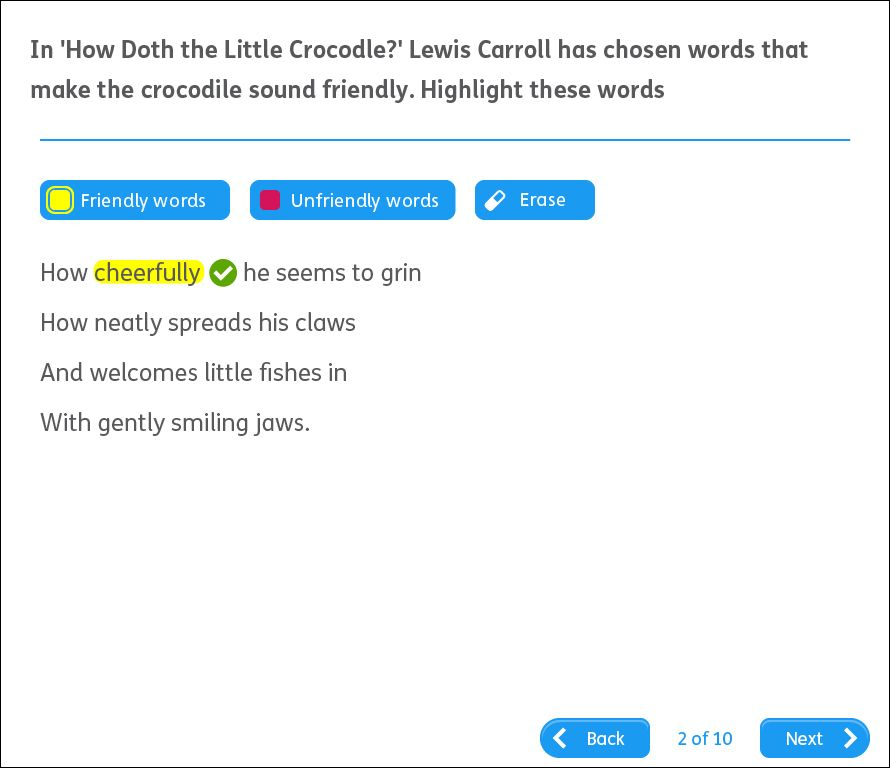 In 'How Doth the Little Crocodle?' Lewis Carroll has chosen words that
make the crocodile sound friendly. Highlight these words
Friendly words
Unfriendly words
Erase
How cheerfully he seems to grin
How neatly spreads his claws
And welcomes little fishes in
With gently smiling jaws.
Back
2 of 10
Next